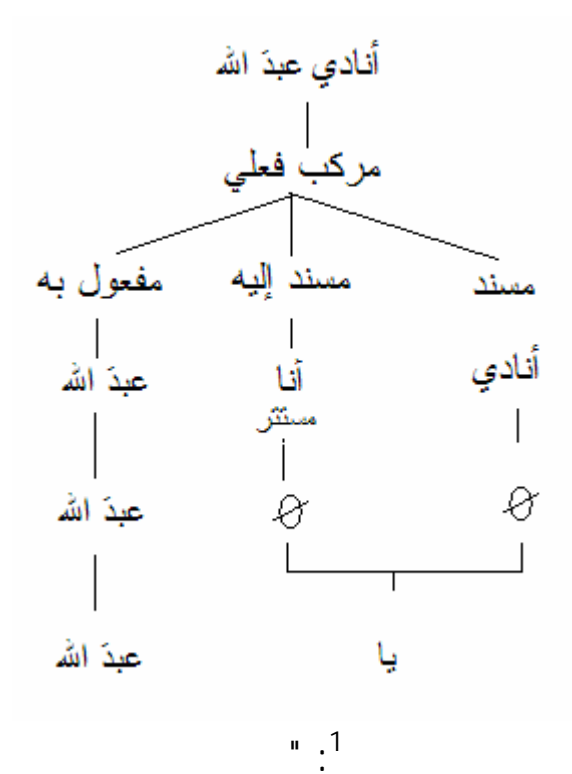 أنادي عبدَ الله
مركب فعلي
مسند مسند إليه مفعول به
أنادي أنا عبدَ الله
مستتر
Ø Ø عبدَ الله
يا عبدَ الله
1: "